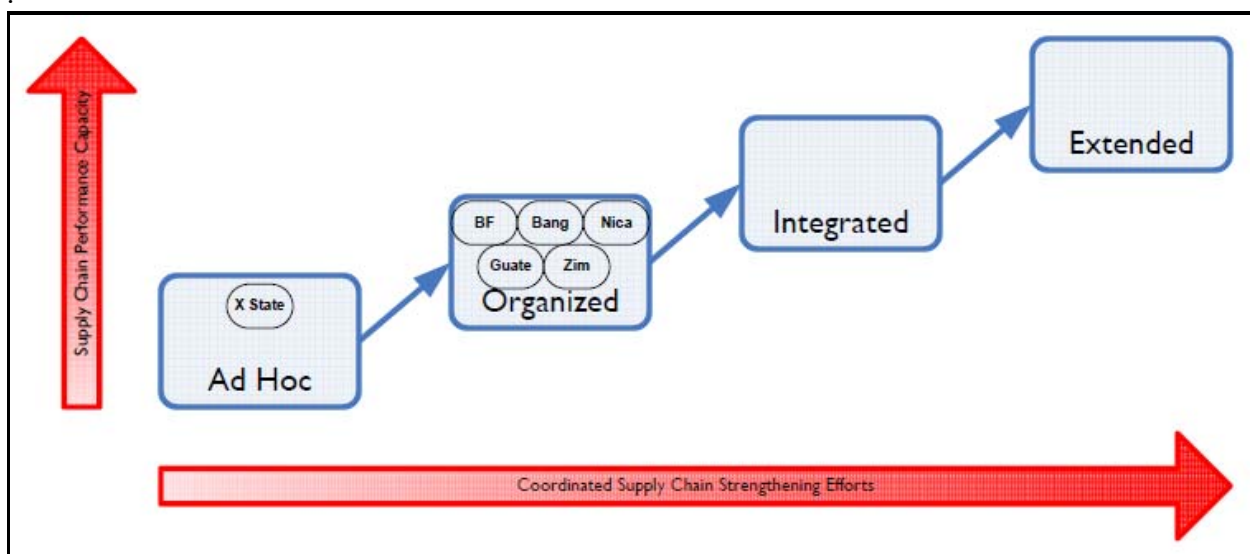 .
Supply Chain Performance Capacity
Extended
Integrated
BF Bang Nica
Guate Zim
Organized
X State
Ad Hoc
Coordinated Supply Chain Strengthening Efforts